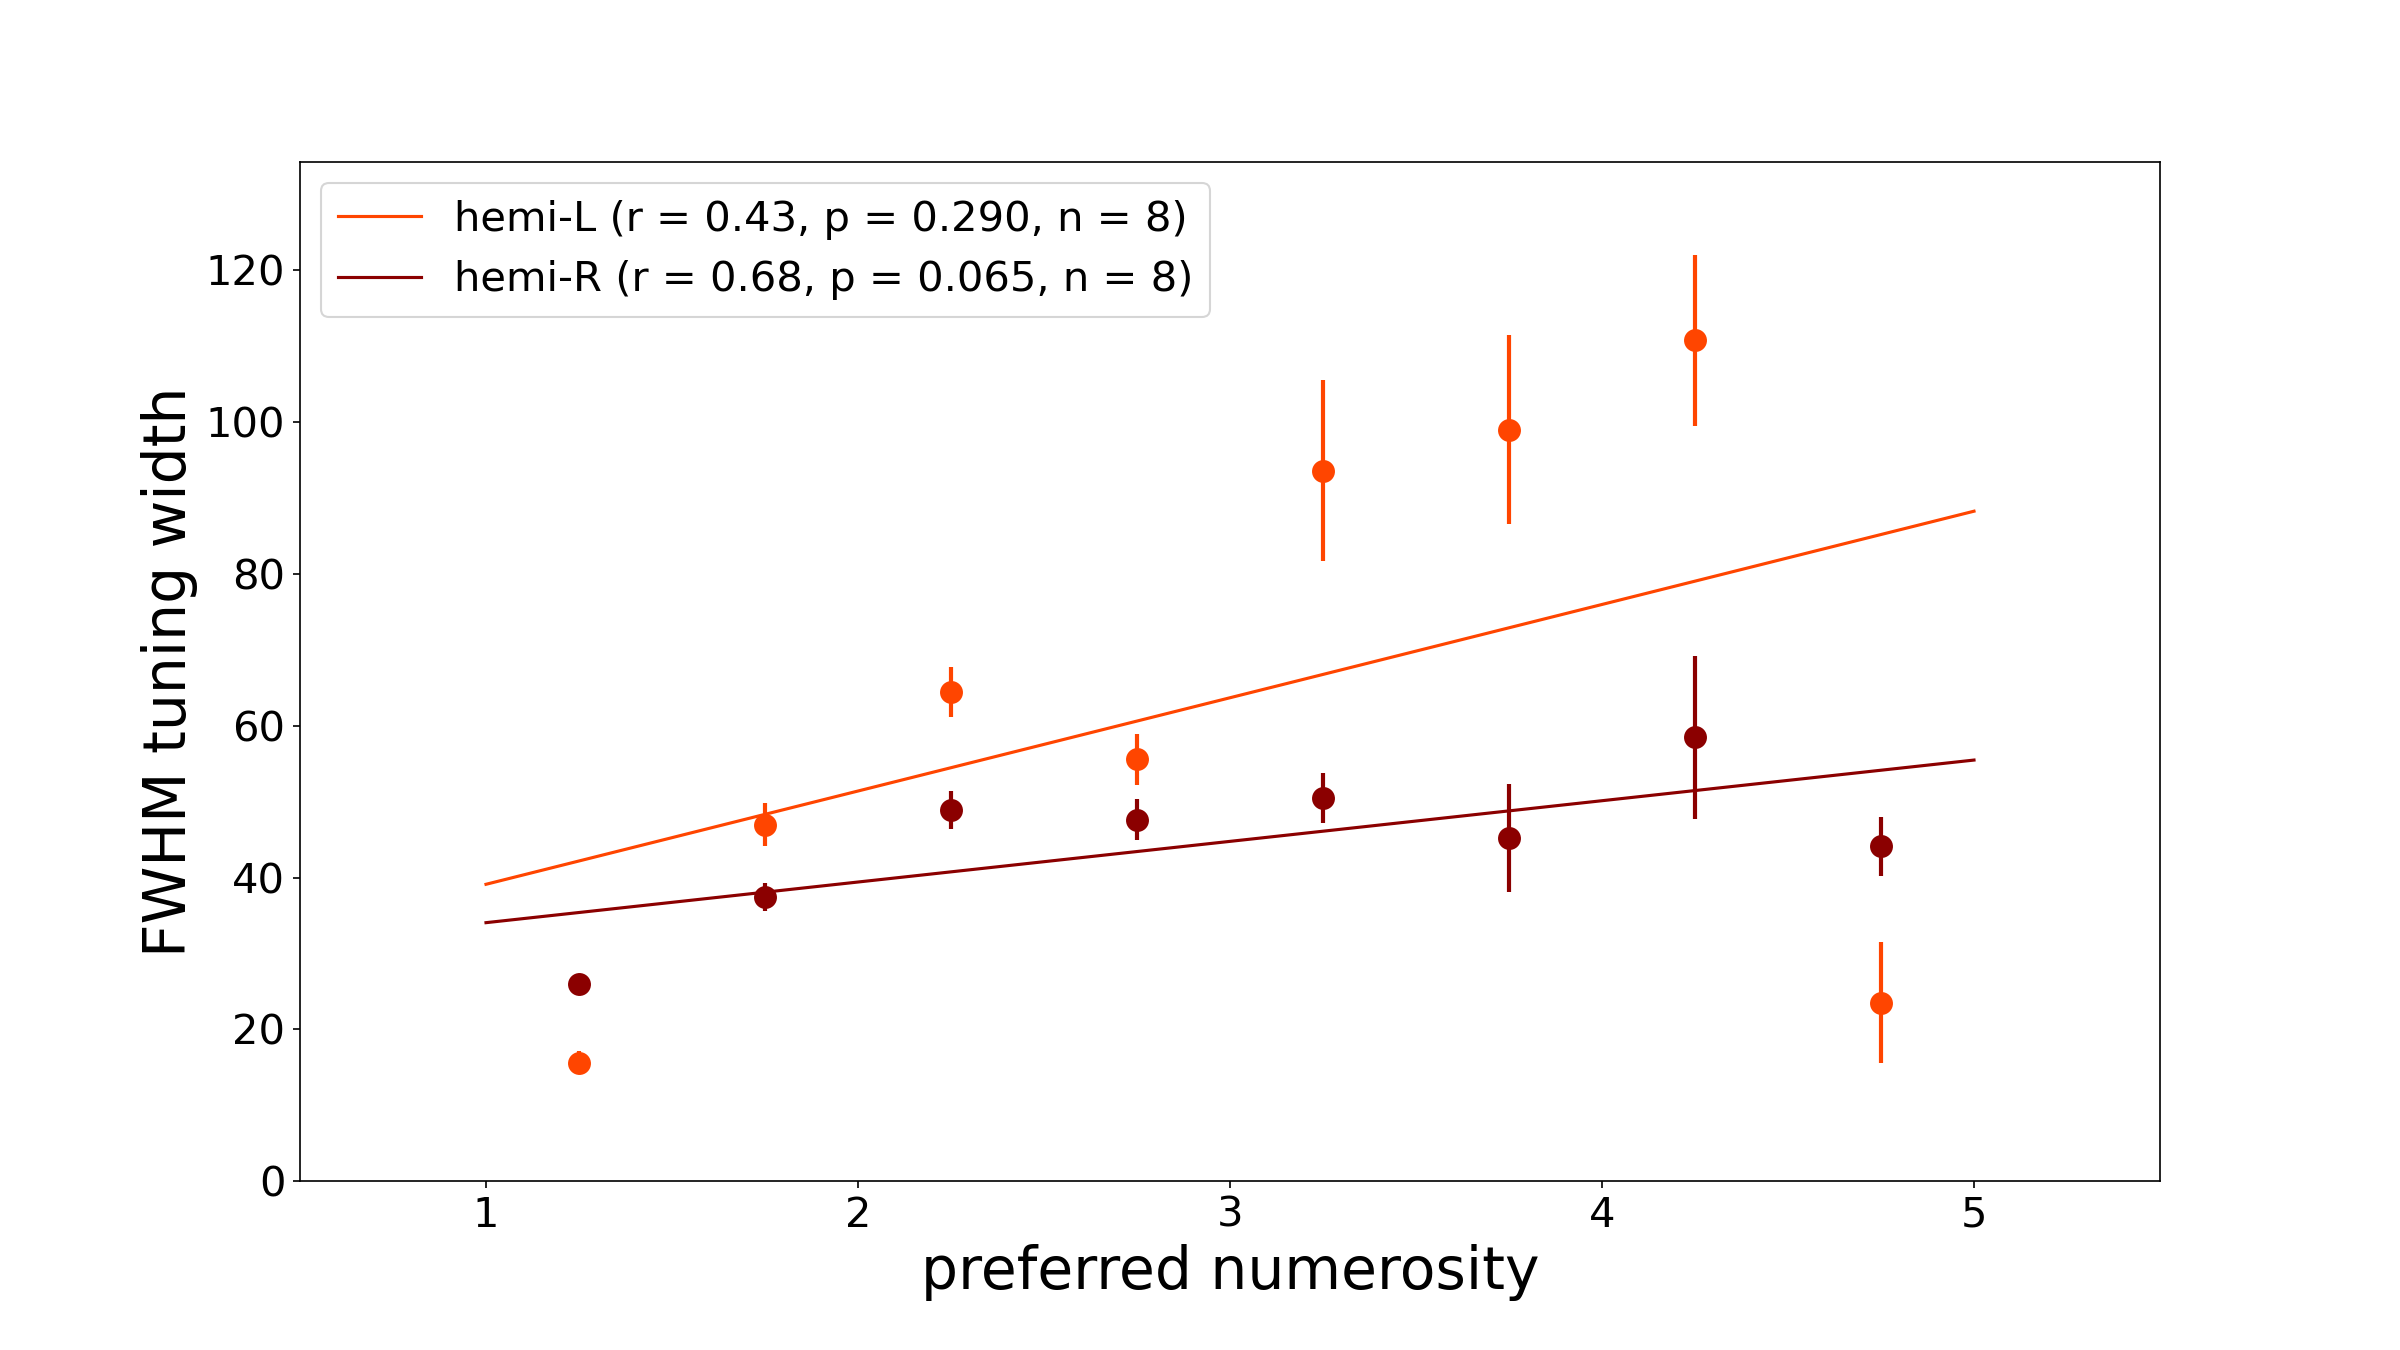 hemi-L (r = 0.43, p = 0.290, n = 8)
hemi-R (r = 0.68, p = 0.065, n = 8)
FWHM tuning width
120
100
80
60
40
20
0
1 2 3 4 5
preferred numerosity